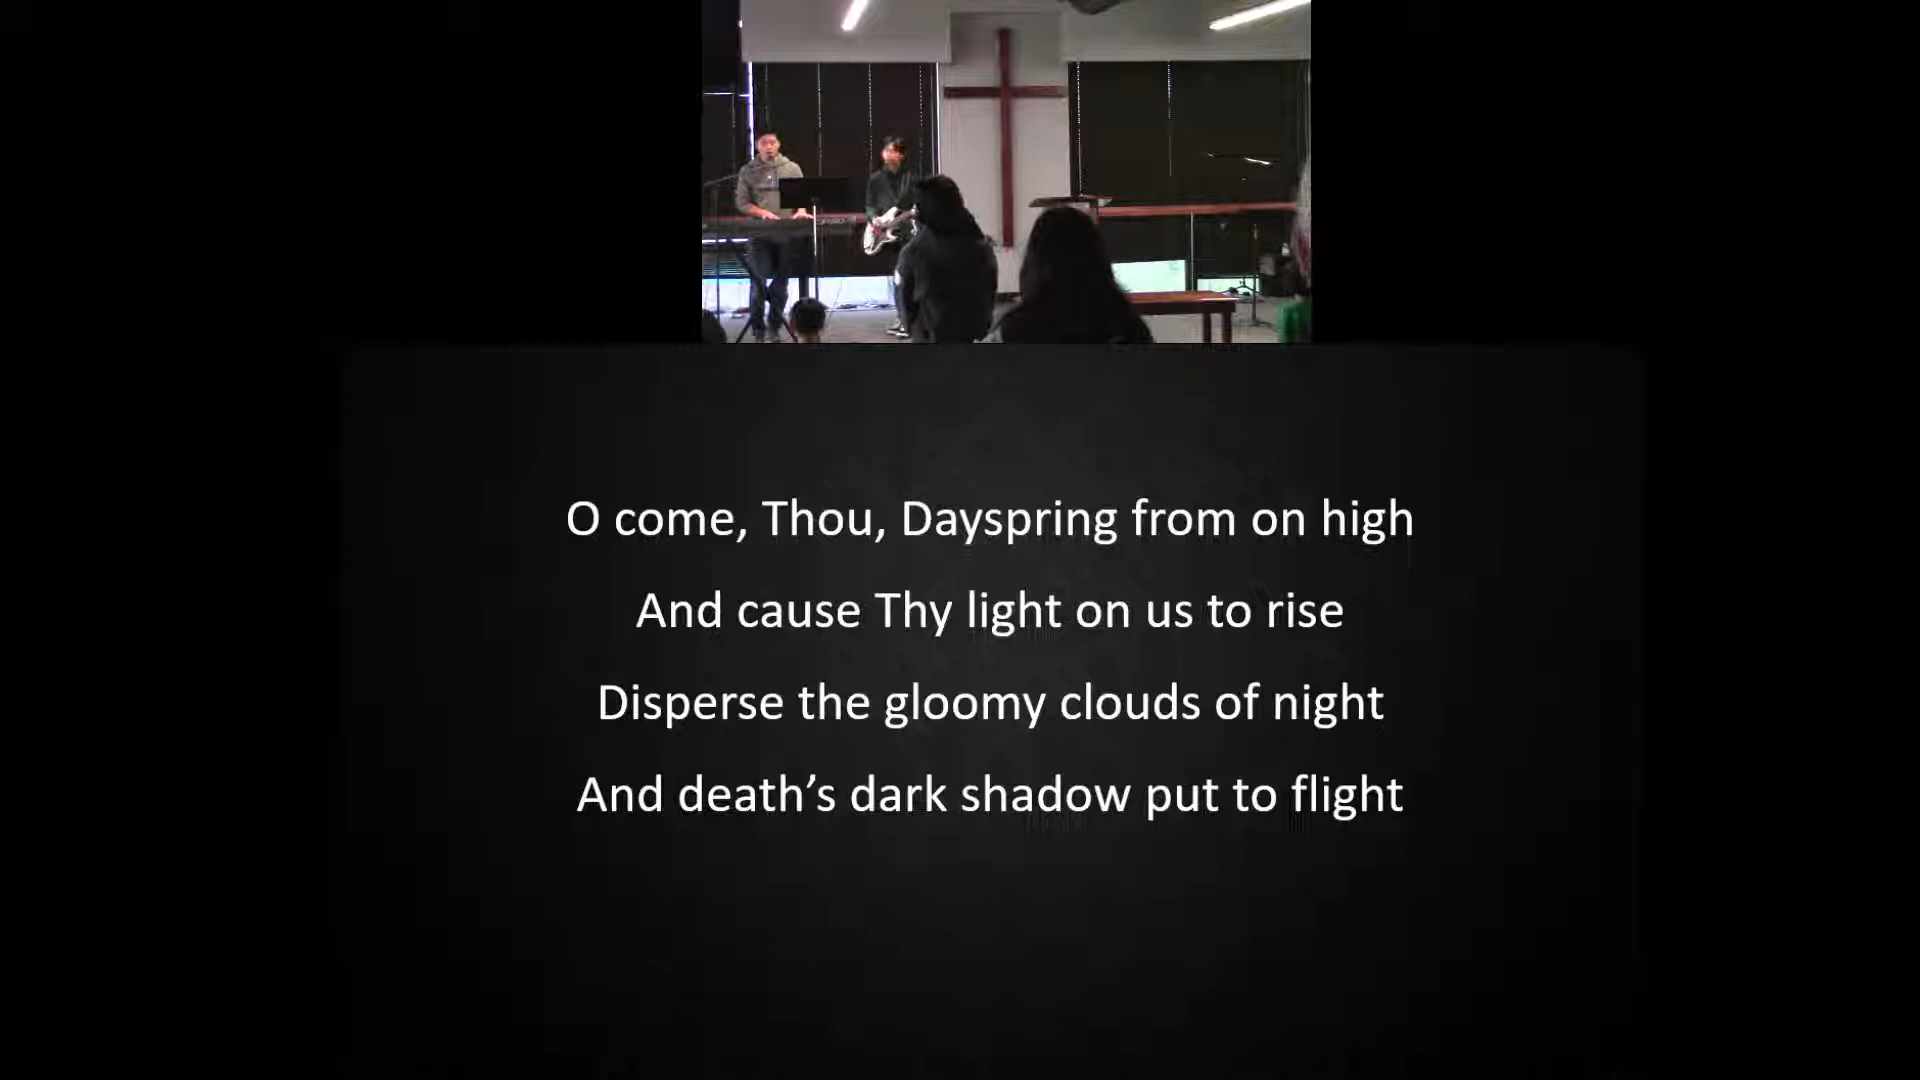 O come, Thou, Dayspring from on high
And cause Thy light on us to rise
Disperse the gloomy clouds of night
And death’s dark shadow put to flight